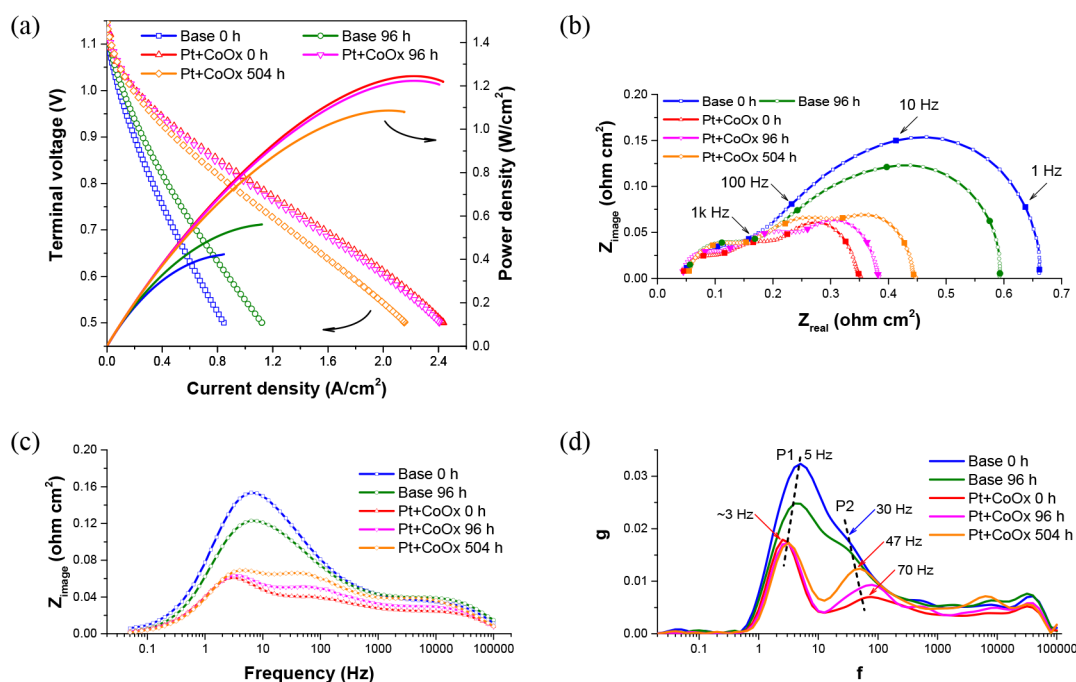 (a)
Base 0 h
Base 96 h
Pt+CoOx 0 h
Pt+CoOx 96 h
Pt+CoOx 504 h
1.1
1.0
0.9
0.8
0.7
0.6
0.5
Terminal voltage (V)
1.4
1.2
1.0
0.8
0.6
0.4
0.2
0.0
Power density (W/cm²)
0.0 0.4 0.8 1.2 1.6 2.0 2.4
Current density (A/cm²)
(b)
Base 0 h
Base 96 h
Pt+CoOx 0 h
Pt+CoOx 96 h
Pt+CoOx 504 h
10 Hz
100 Hz
1 Hz
1k Hz
0.20
0.15
0.10
0.05
0.00
Zimage (ohm cm²)
0.0 0.1 0.2 0.3 0.4 0.5 0.6 0.7
Zreal (ohm cm²)
(c)
Base 0 h
Base 96 h
Pt+CoOx 0 h
Pt+CoOx 96 h
Pt+CoOx 504 h
0.20
0.16
0.12
0.08
0.04
0.00
Zimage (ohm cm²)
0.1 1 10 100 1000 10000 100000
Frequency (Hz)
(d)
P1
5 Hz
P2
~3 Hz
30 Hz
47 Hz
70 Hz
Base 0 h
Base 96 h
Pt+CoOx 0 h
Pt+CoOx 96 h
Pt+CoOx 504 h
0.03
0.02
0.01
0.00
g
0.1 1 10 100 1000 10000 100000
f